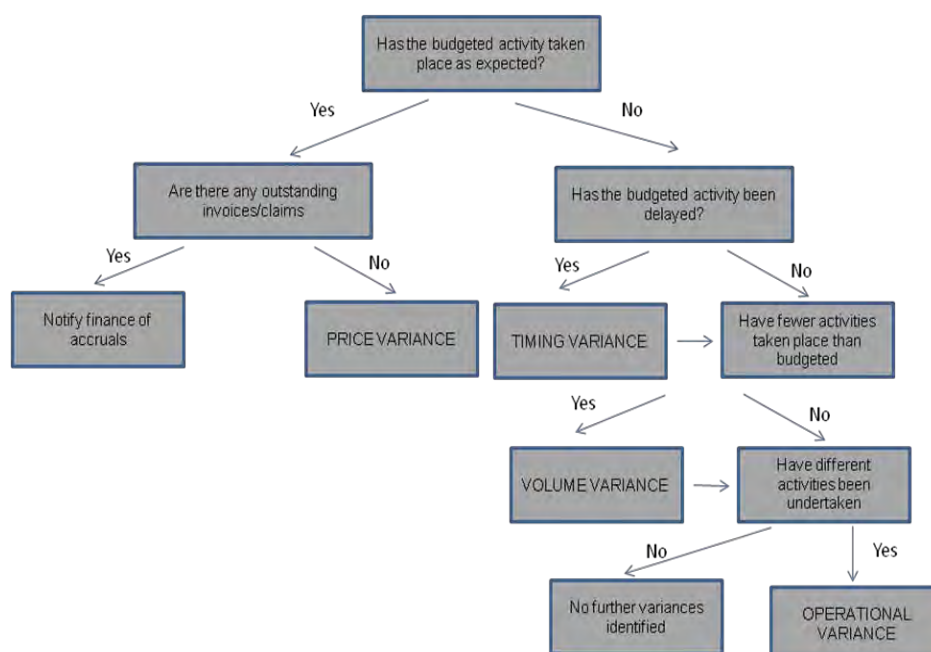 Has the budgeted activity taken
place as expected?
Yes
No
Are there any outstanding
invoices/claims
Has the budgeted activity been
delayed?
Yes
No
Yes
No
Notify finance of
accruals
PRICE VARIANCE
TIMING VARIANCE
Have fewer activities
taken place than
budgeted
Yes
No
VOLUME VARIANCE
Have different
activities been
undertaken
No
Yes
No further variances
identified
OPERATIONAL
VARIANCE